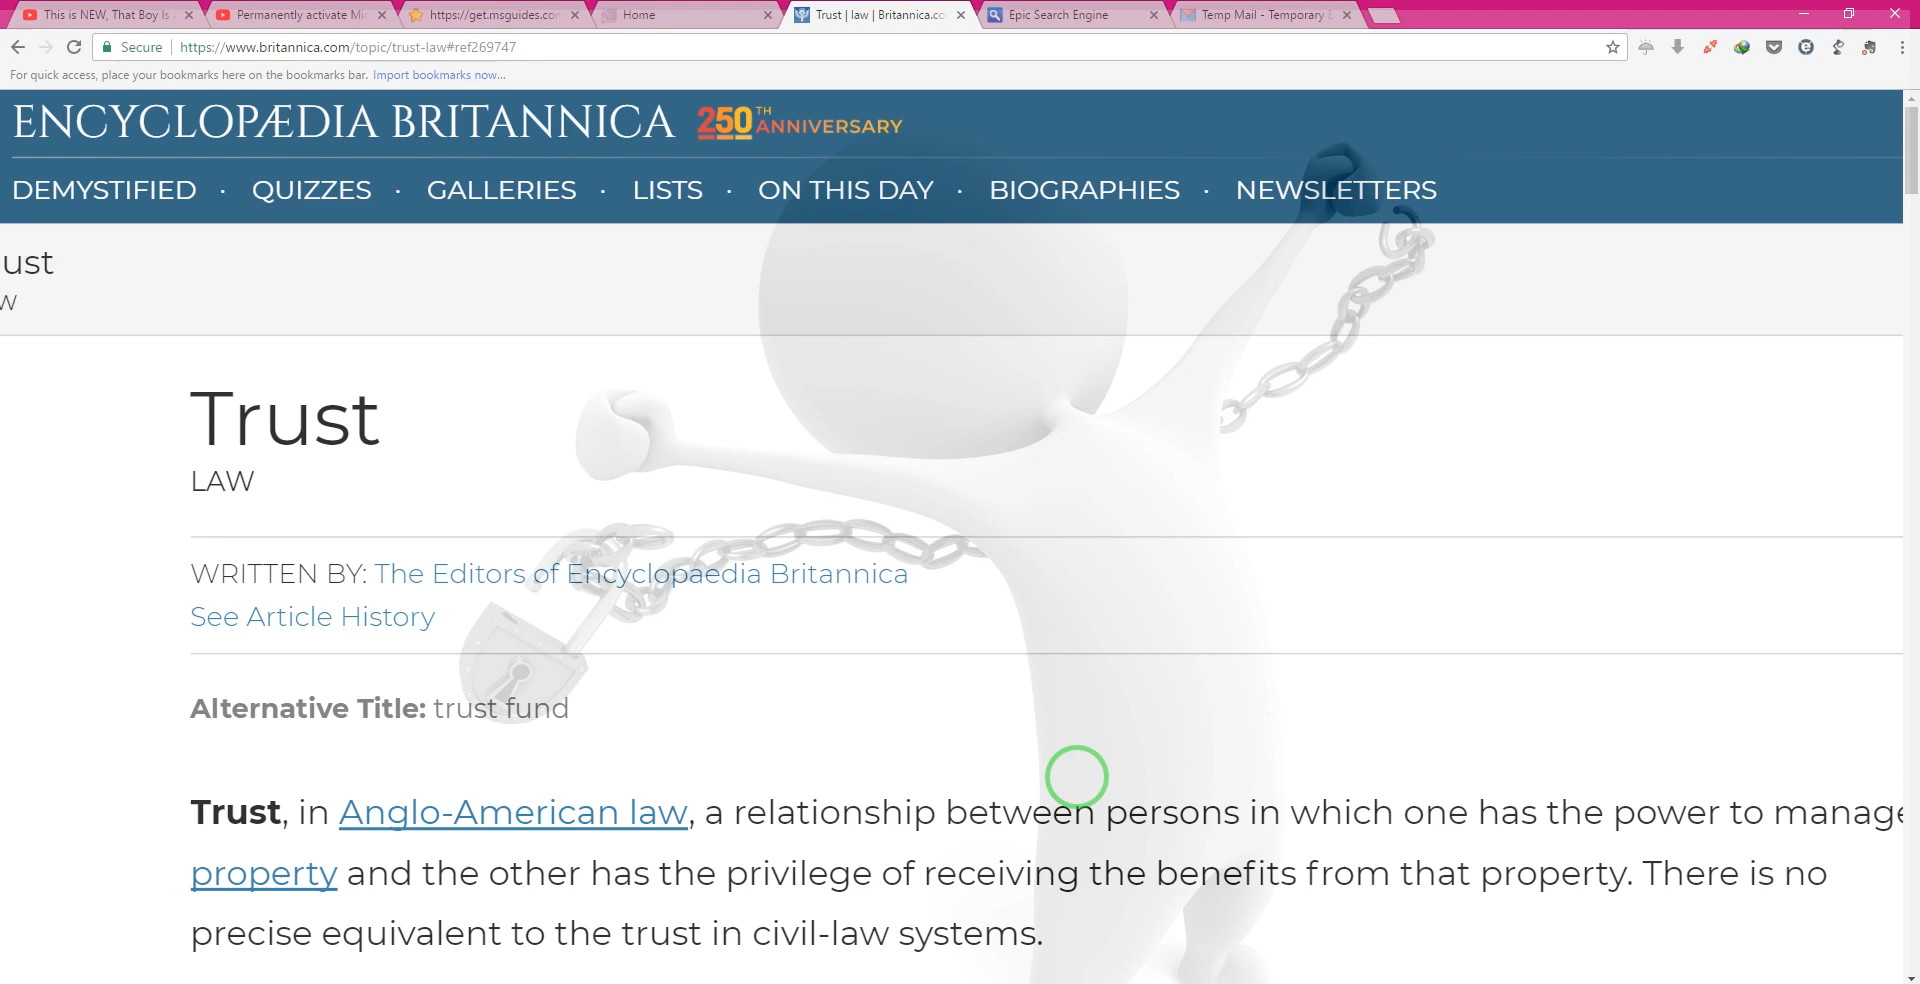 This is NEW, That Boy Is
Permanently activate Mi
https://get.msguides.com
Home
Trust | law | Britannica.co
Epic Search Engine
Temp Mail - Temporary E
Secure
https://www.britannica.com/topic/trust-law#ref269747
For quick access, place your bookmarks here on the bookmarks bar. Import bookmarks now...
ENCYCLOPÆDIA BRITANNICA 250TH ANNIVERSARY
DEMYSTIFIED · QUIZZES · GALLERIES · LISTS · ON THIS DAY · BIOGRAPHIES · NEWSLETTERS
ust
w
Trust
LAW
WRITTEN BY: The Editors of Encyclopaedia Britannica
See Article History
Alternative Title: trust fund
Trust, in Anglo-American law, a relationship between persons in which one has the power to manage
property and the other has the privilege of receiving the benefits from that property. There is no
precise equivalent to the trust in civil-law systems.